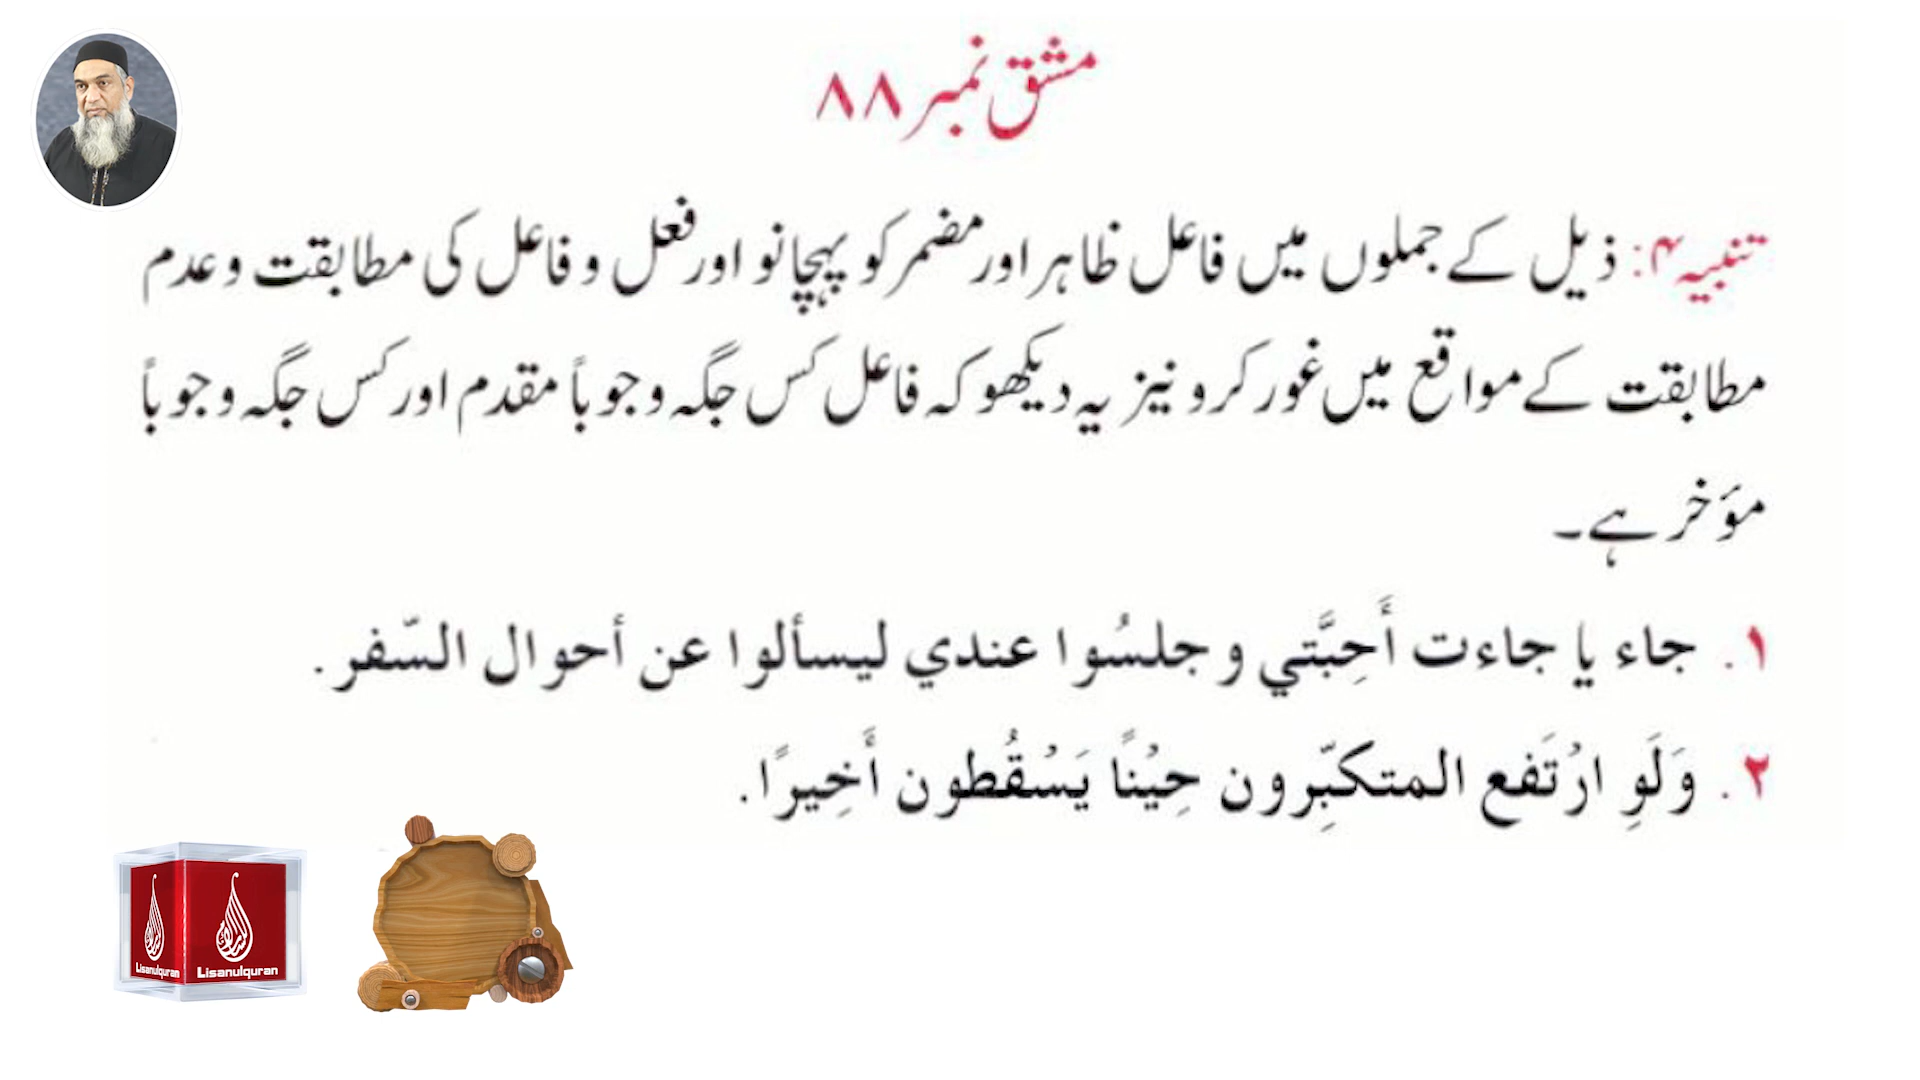 مشق نمبر ۸۸
تنبیہ ۴: ذیل کے جملوں میں فاعل ظاہر اور مضمر کو پہچانو اور فعل و فاعل کی مطابقت و عدم
مطابقت کے مواقع میں غور کرو نیز یہ دیکھو کہ فاعل کس جگہ وجوباً مقدم اور کس جگہ وجوباً
مؤخر ہے۔
١. جاء يا جاءت أَحِبَّتي و جلسُوا عندي ليسألوا عن أحوال السّفر.
٢. وَلَوِ ارْتَفع المتكبِّرون حِيْنًا يَسْقُطون أَخِيرًا.
Lisanulquran
Lisanulquran